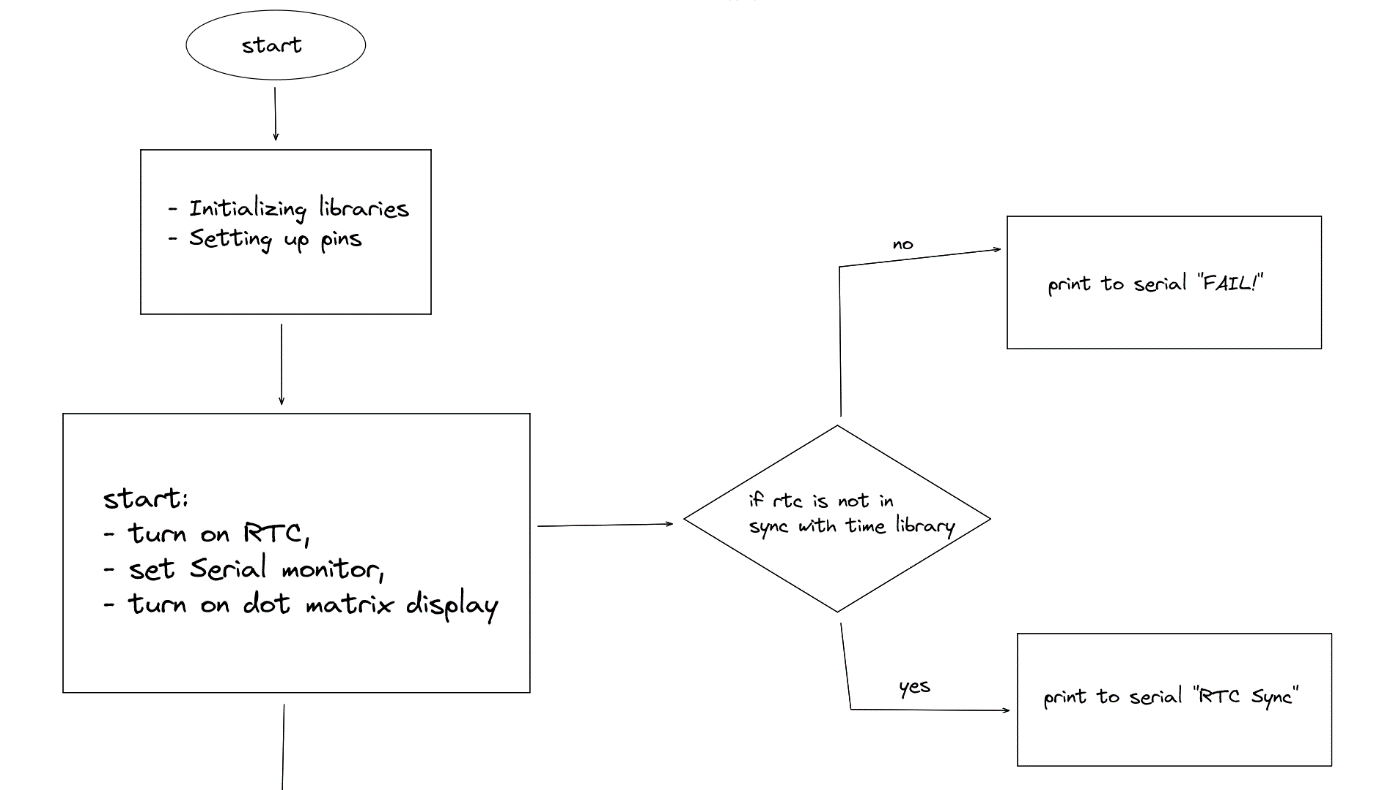 start
- Initializing libraries
- Setting up pins
start:
- turn on RTC,
- set Serial monitor,
- turn on dot matrix display
if rtc is not in
sync with time library
no
print to serial "FAIL!"
yes
print to serial "RTC Sync"